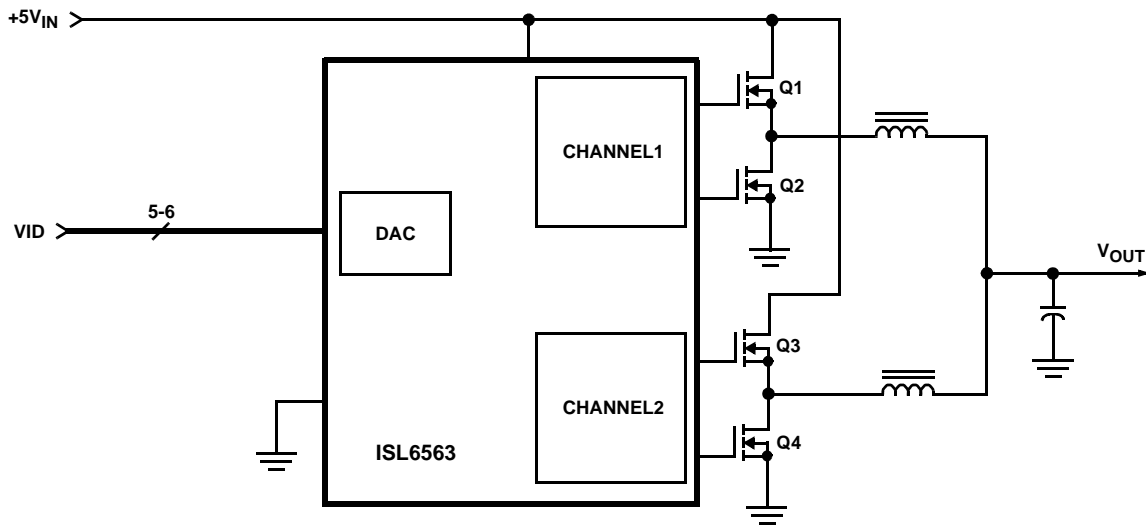 +5VIN
Q1
CHANNEL1
Q2
5-6
VID
DAC
VOUT
Q3
CHANNEL2
Q4
ISL6563